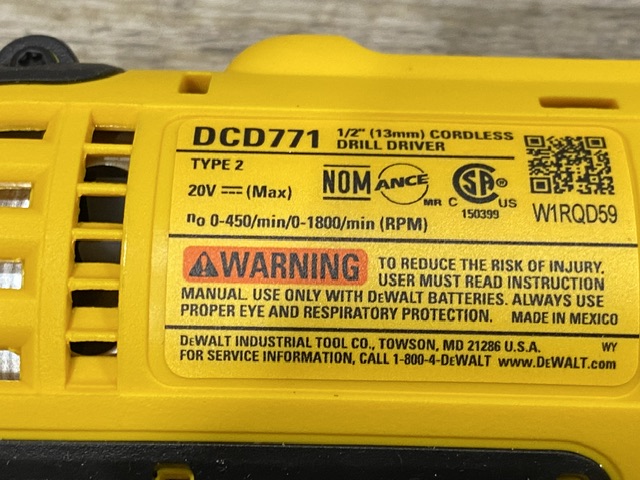 DCD771 1/2" (13mm) CORDLESS
DRILL DRIVER
TYPE 2
20V ⎓ (Max)
NOM ANCE MR
C SA US
150399
W1RQD59
no 0-450/min/0-1800/min (RPM)
⚠WARNING TO REDUCE THE RISK OF INJURY.
USER MUST READ INSTRUCTION
MANUAL. USE ONLY WITH DEWALT BATTERIES. ALWAYS USE
PROPER EYE AND RESPIRATORY PROTECTION. MADE IN MEXICO
DEWALT INDUSTRIAL TOOL CO., TOWSON, MD 21286 U.S.A. WY
FOR SERVICE INFORMATION, CALL 1-800-4-DEWALT www.DEWALT.com